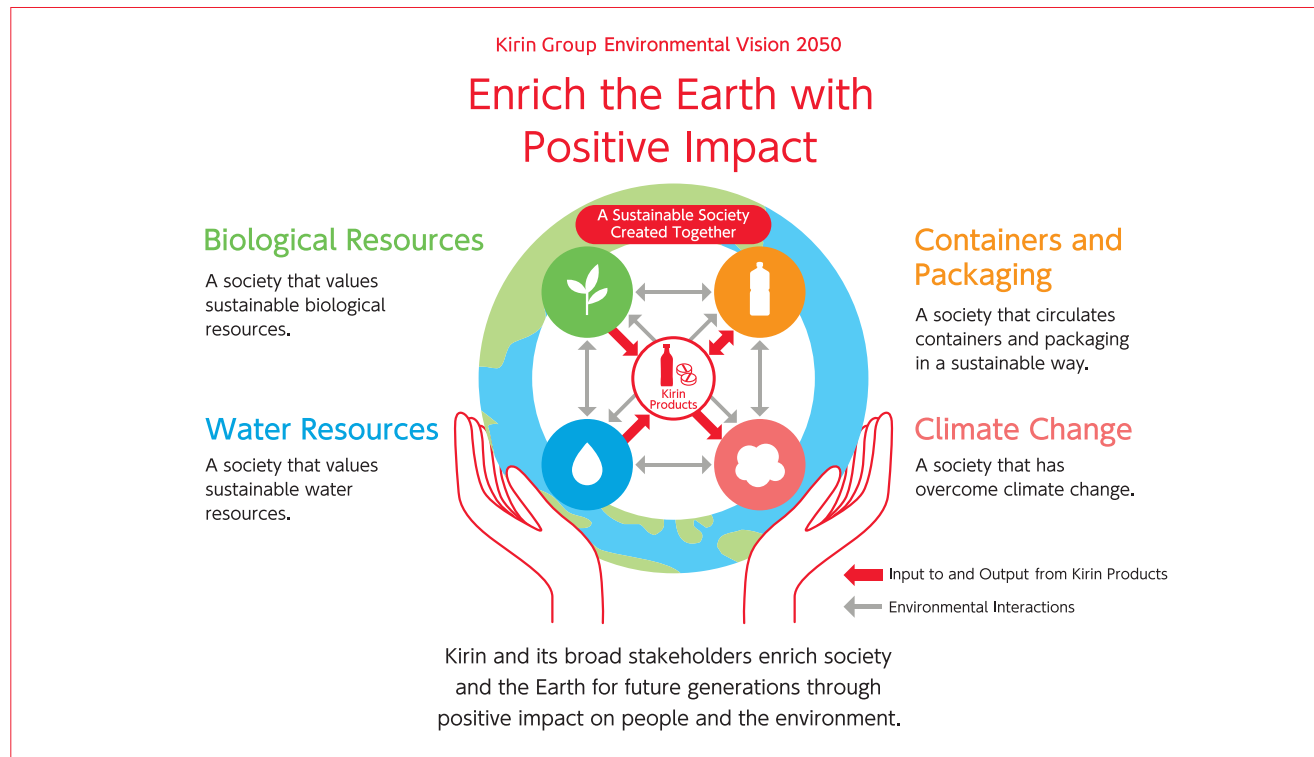 Kirin Group Environmental Vision 2050
Enrich the Earth with
Positive Impact
A Sustainable Society
Created Together
Biological Resources
A society that values
sustainable biological
resources.
Containers and
Packaging
A society that circulates
containers and packaging
in a sustainable way.
Kirin
Products
Water Resources
A society that values
sustainable water
resources.
Climate Change
A society that has
overcome climate change.
Input to and Output from Kirin Products
Environmental Interactions
Kirin and its broad stakeholders enrich society
and the Earth for future generations through
positive impact on people and the environment.